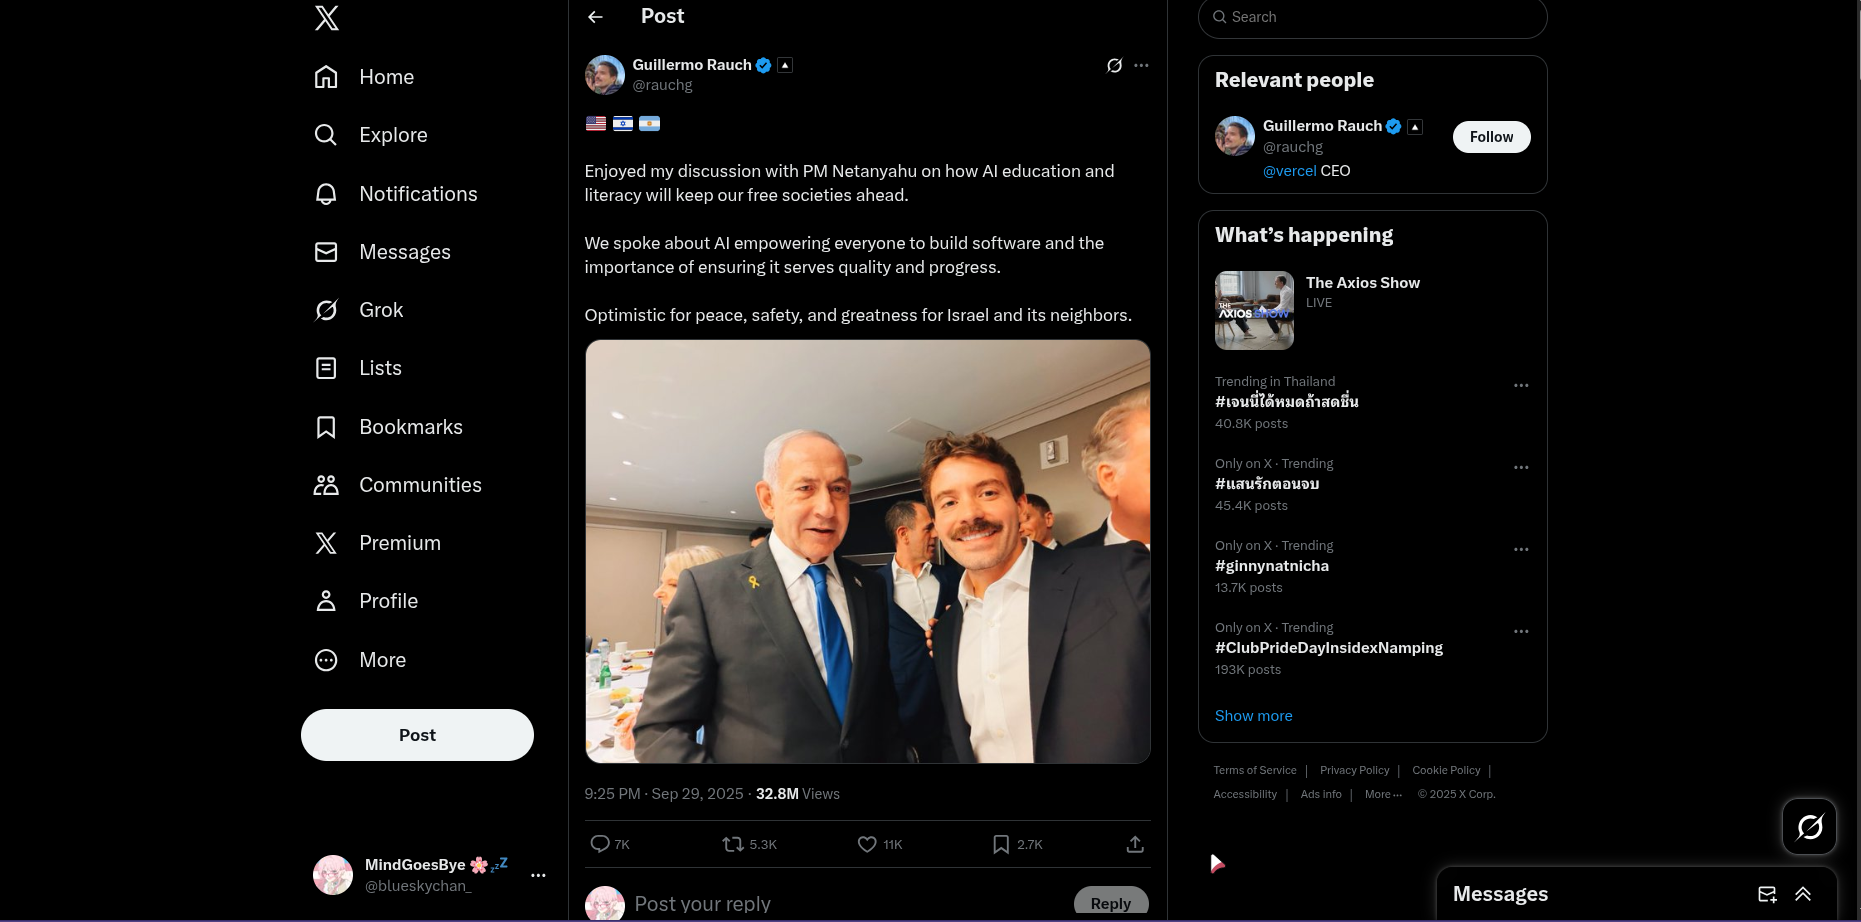 Home
Explore
Notifications
Messages
Grok
Lists
Bookmarks
Communities
Premium
Profile
More
Post
MindGoesBye 🌸💤
@blueskychan_
Post
Guillermo Rauch
@rauchg
🇺🇸 🇮🇱 🇦🇷
Enjoyed my discussion with PM Netanyahu on how AI education and
literacy will keep our free societies ahead.
We spoke about AI empowering everyone to build software and the
importance of ensuring it serves quality and progress.
Optimistic for peace, safety, and greatness for Israel and its neighbors.
9:25 PM · Sep 29, 2025 · 32.8M Views
7K 5.3K 11K 2.7K
Post your reply
Reply
Search
Relevant people
Guillermo Rauch
@rauchg
Follow
@vercel CEO
What’s happening
THE
AXIOS SHOW
The Axios Show
LIVE
Trending in Thailand
#เจนนี่ได้หมดถ้าสดชื่น
40.8K posts
Only on X · Trending
#แสนรักตอนจบ
45.4K posts
Only on X · Trending
#ginnynatnicha
13.7K posts
Only on X · Trending
#ClubPrideDayInsidexNamping
193K posts
Show more
Terms of Service | Privacy Policy | Cookie Policy |
Accessibility | Ads info | More ··· © 2025 X Corp.
Messages